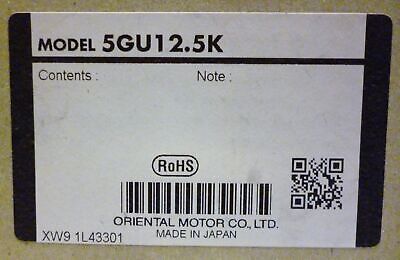 MODEL 5GU12.5K
Contents : Note :
RoHS
ORIENTAL MOTOR CO., LTD.
MADE IN JAPAN
XW9 1L43301